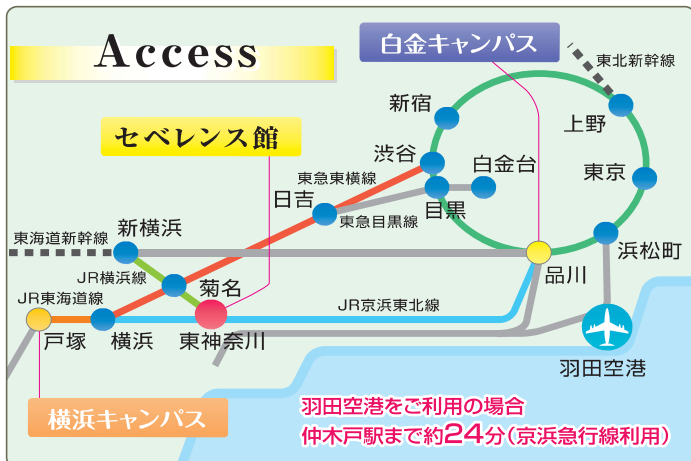 Access
白金キャンパス
東北新幹線
新宿
上野
セベレンス館
渋谷
白金台
東京
東急東横線
日吉
目黒
東急目黒線
新横浜
東海道新幹線
浜松町
JR横浜線
品川
菊名
JR東海道線
JR京浜東北線
戸塚
横浜
東神奈川
羽田空港
横浜キャンパス
羽田空港をご利用の場合
仲木戸駅まで約24分(京浜急行線利用)